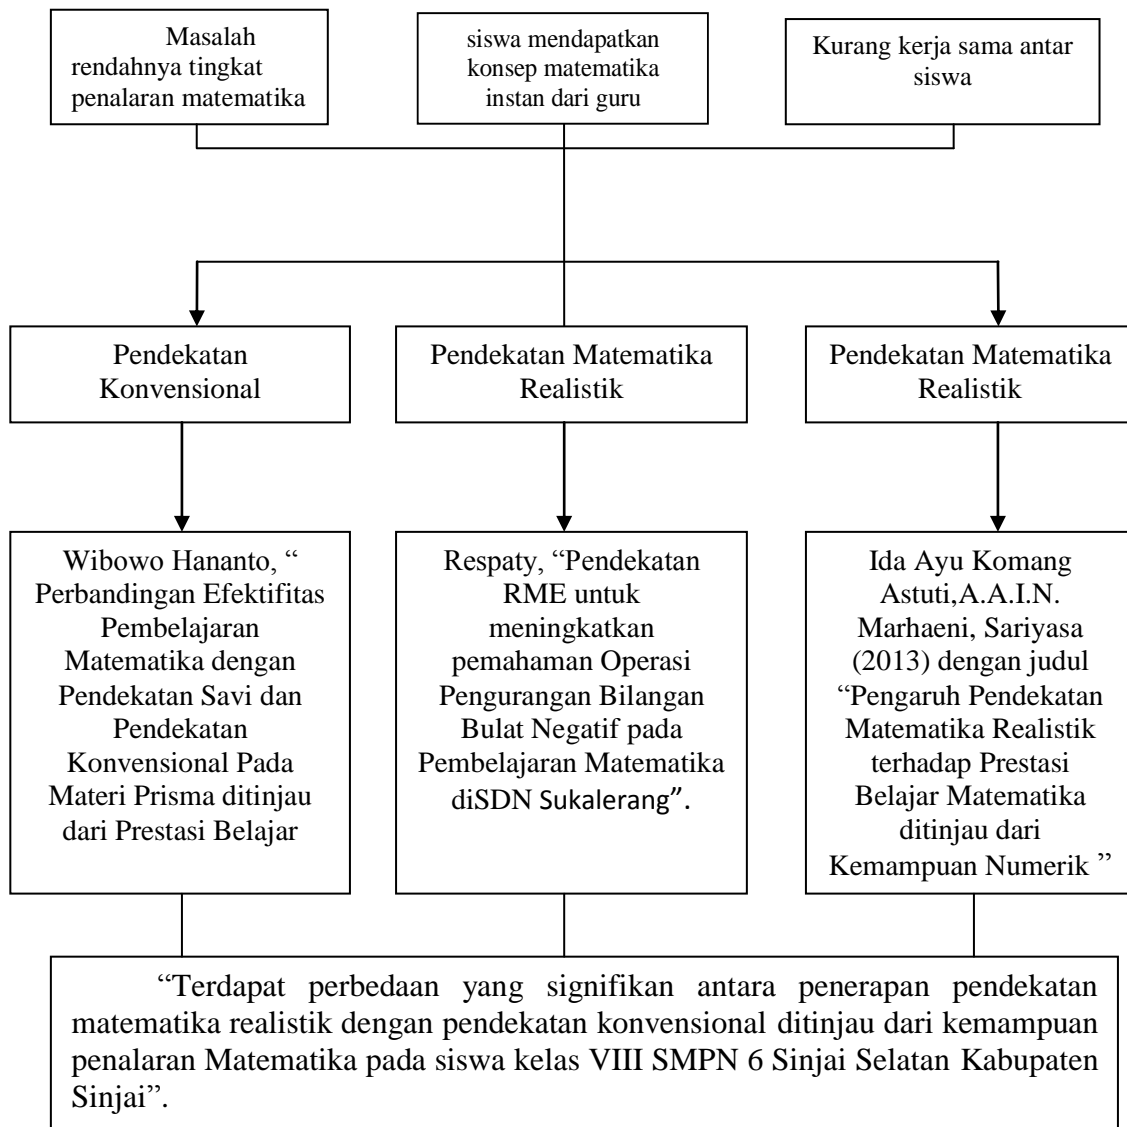 Masalah
rendahnya tingkat
penalaran matematika
siswa mendapatkan
konsep matematika
instan dari guru
Kurang kerja sama antar
siswa
Pendekatan
Konvensional
Pendekatan Matematika
Realistik
Pendekatan Matematika
Realistik
Wibowo Hananto, “
Perbandingan Efektifitas
Pembelajaran
Matematika dengan
Pendekatan Savi dan
Pendekatan
Konvensional Pada
Materi Prisma ditinjau
dari Prestasi Belajar
Respaty, “Pendekatan
RME untuk
meningkatkan
pemahaman Operasi
Pengurangan Bilangan
Bulat Negatif pada
Pembelajaran Matematika
diSDN Sukalerang”.
Ida Ayu Komang
Astuti,A.A.I.N.
Marhaeni, Sariyasa
(2013) dengan judul
“Pengaruh Pendekatan
Matematika Realistik
terhadap Prestasi
Belajar Matematika
ditinjau dari
Kemampuan Numerik ”
“Terdapat perbedaan yang signifikan antara penerapan pendekatan
matematika realistik dengan pendekatan konvensional ditinjau dari kemampuan
penalaran Matematika pada siswa kelas VIII SMPN 6 Sinjai Selatan Kabupaten
Sinjai”.